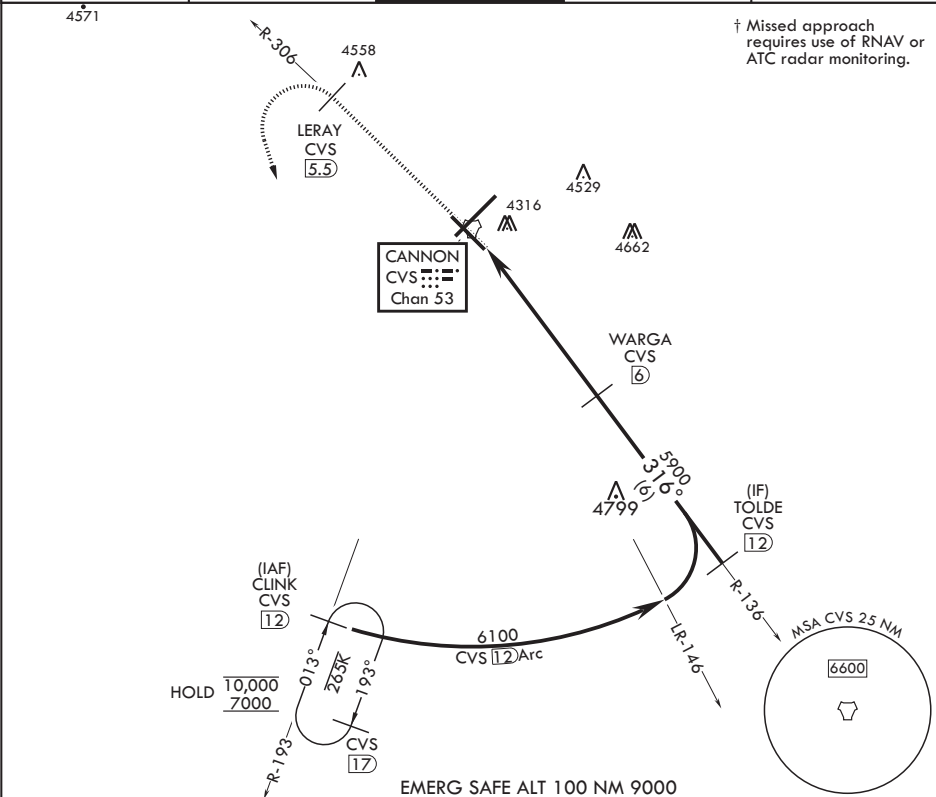 4571
† Missed approach
requires use of RNAV or
ATC radar monitoring.
R-306
4558
LERAY
CVS
5.5
4529
4316
4662
CANNON
CVS
Chan 53
WARGA
CVS
6
5900
316°
(6)
4799
(IF)
TOLDE
CVS
12
(IAF)
CLINK
CVS
12
R-136
6100
CVS 12 Arc
LR-146
MSA CVS 25 NM
6600
HOLD 10,000
7000
013°
265K
193°
CVS
17
R-193
EMERG SAFE ALT 100 NM 9000